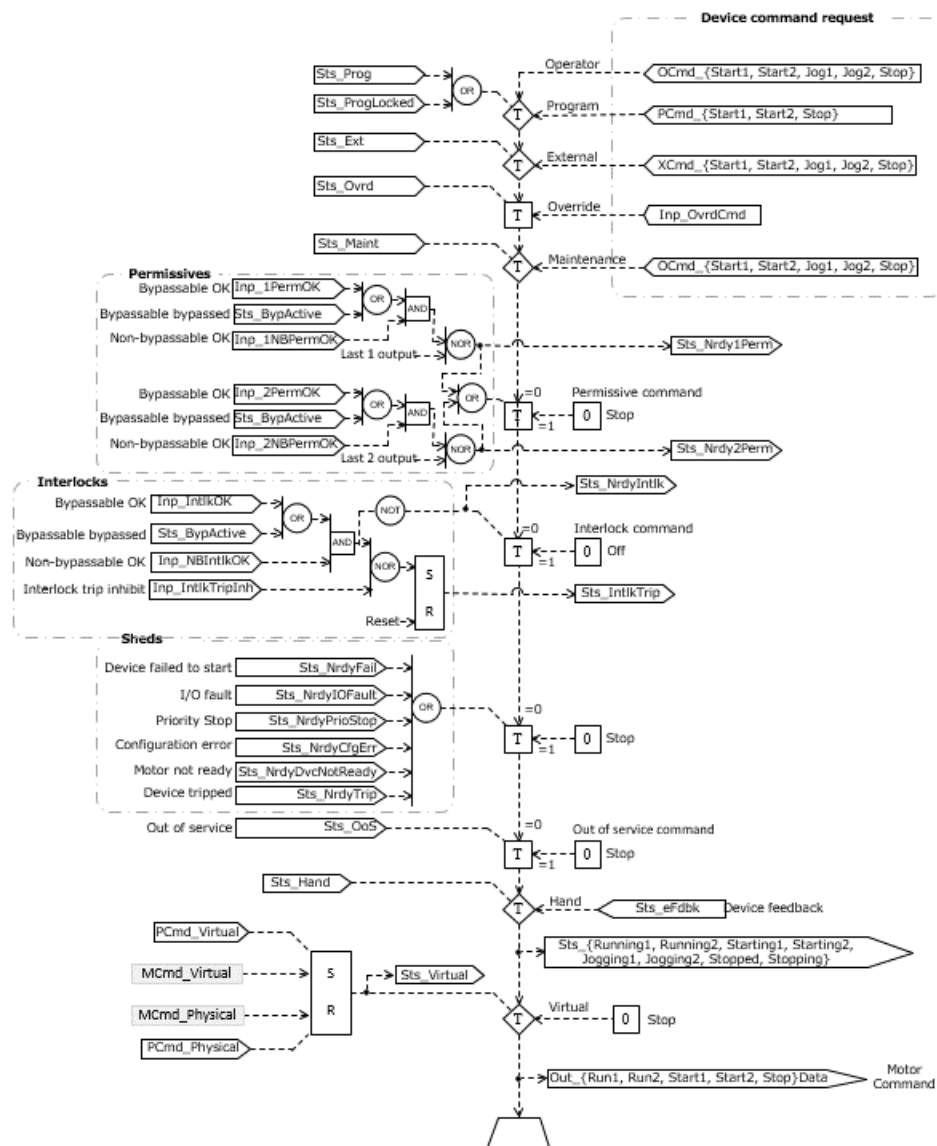 Device command request
Operator
Sts_Prog
OCmd_{Start1, Start2, Jog1, Jog2, Stop}
OR
Sts_ProgLocked
Program
T
PCmd_{Start1, Start2, Stop}
Sts_Ext
External
T
XCmd_{Start1, Start2, Jog1, Jog2, Stop}
Sts_Ovrd
Override
T
Inp_OvrdCmd
Sts_Maint
Maintenance
T
OCmd_{Start1, Start2, Jog1, Jog2, Stop}
Permissives
Bypassable OK
Inp_1PermOK
OR
AND
Bypassable bypassed
Sts_BypActive
Non-bypassable OK
Inp_1NBPermOK
NOR
Sts_Nrdy1Perm
Last 1 output
Bypassable OK
Inp_2PermOK
OR
=0
Permissive command
OR
AND
T
0
Stop
Bypassable bypassed
Sts_BypActive
=1
Non-bypassable OK
Inp_2NBPermOK
NOR
Sts_Nrdy2Perm
Last 2 output
Interlocks
Sts_NrdyIntlk
Bypassable OK
Inp_IntlkOK
NOT
OR
=0
Interlock command
Bypassable bypassed
Sts_BypActive
AND
T
0
Off
=1
Non-bypassable OK
Inp_NBIntlkOK
NOR
S
Interlock trip inhibit
Inp_IntlkTripInh
Sts_IntlkTrip
R
Reset
Sheds
Device failed to start
Sts_NrdyFail
I/O fault
Sts_NrdyIOFault
OR
=0
Priority Stop
Sts_NrdyPrioStop
T
0
Stop
Configuration error
Sts_NrdyCfgErr
=1
Motor not ready
Sts_NrdyDvcNotReady
Device tripped
Sts_NrdyTrip
Out of service
Sts_OoS
=0
Out of service command
T
0
Stop
=1
Sts_Hand
Hand
T
Sts_eFdbk
Device feedback
PCmd_Virtual
Sts_{Running1, Running2, Starting1, Starting2,
Jogging1, Jogging2, Stopped, Stopping}
MCmd_Virtual
S
Sts_Virtual
R
MCmd_Physical
Virtual
T
0
Stop
PCmd_Physical
Out_{Run1, Run2, Start1, Start2, Stop}Data
Motor
Command